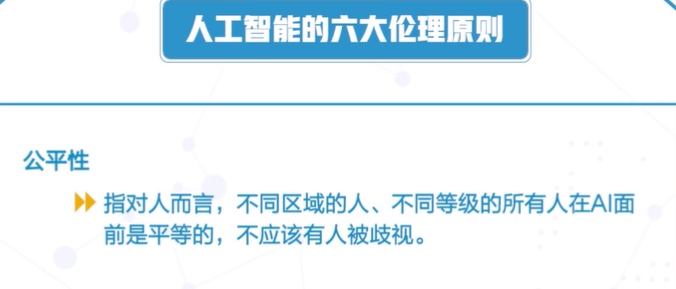 人工智能的六大伦理原则
公平性
指对人而言，不同区域的人、不同等级的所有人在AI面
前是平等的，不应该有人被歧视。